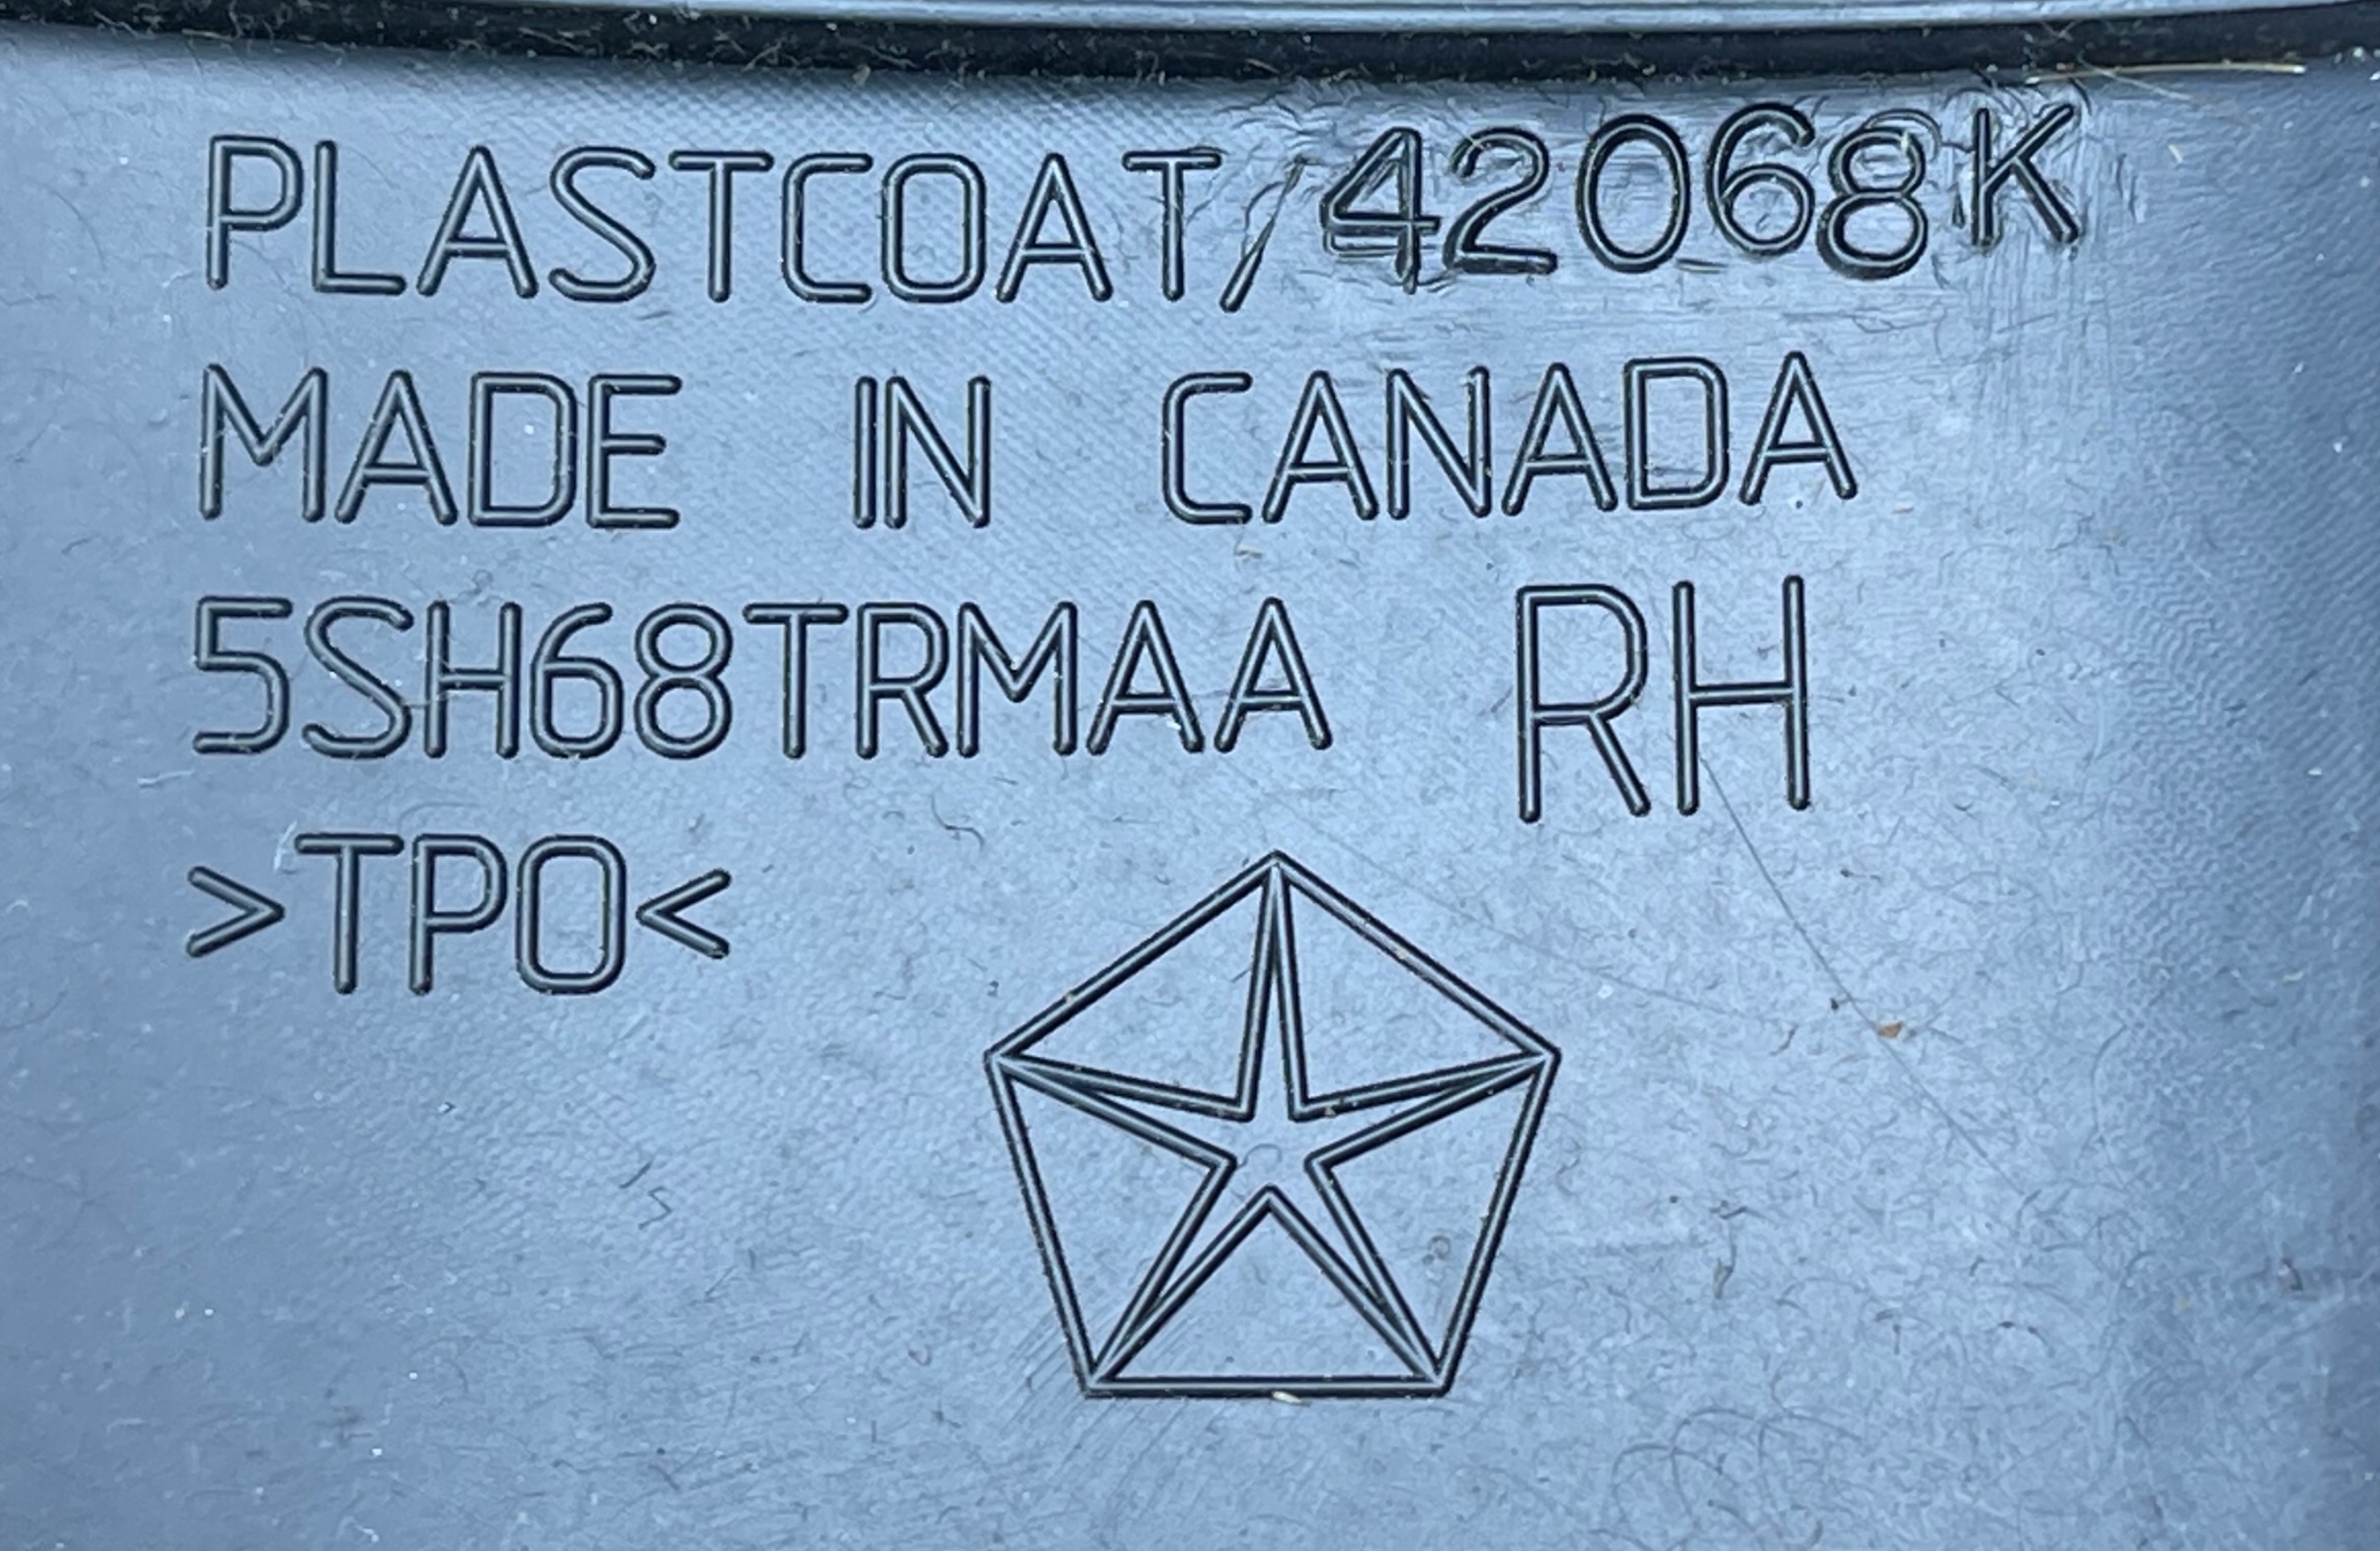 PLASTCOAT/42068K
MADE IN CANADA
5SH68TRMAA RH
>TPO<